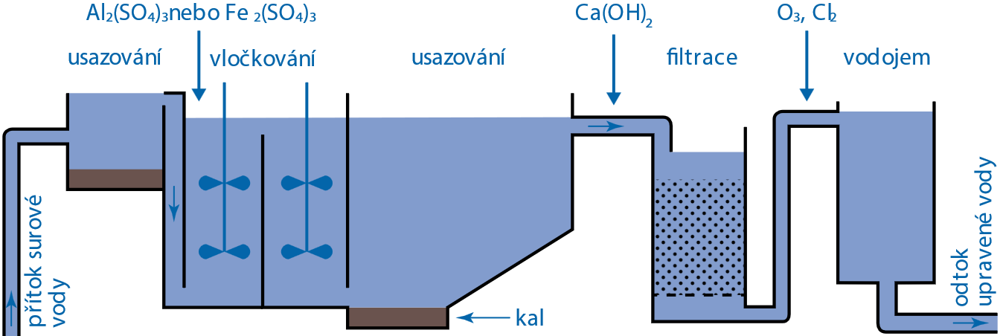 Al₂(SO₄)₃nebo Fe ₂(SO₄)₃
Ca(OH)₂
O₃, Cl₂
usazování
vločkování
usazování
filtrace
vodojem
přítok surové
vody
kal
odtok
upravené vody